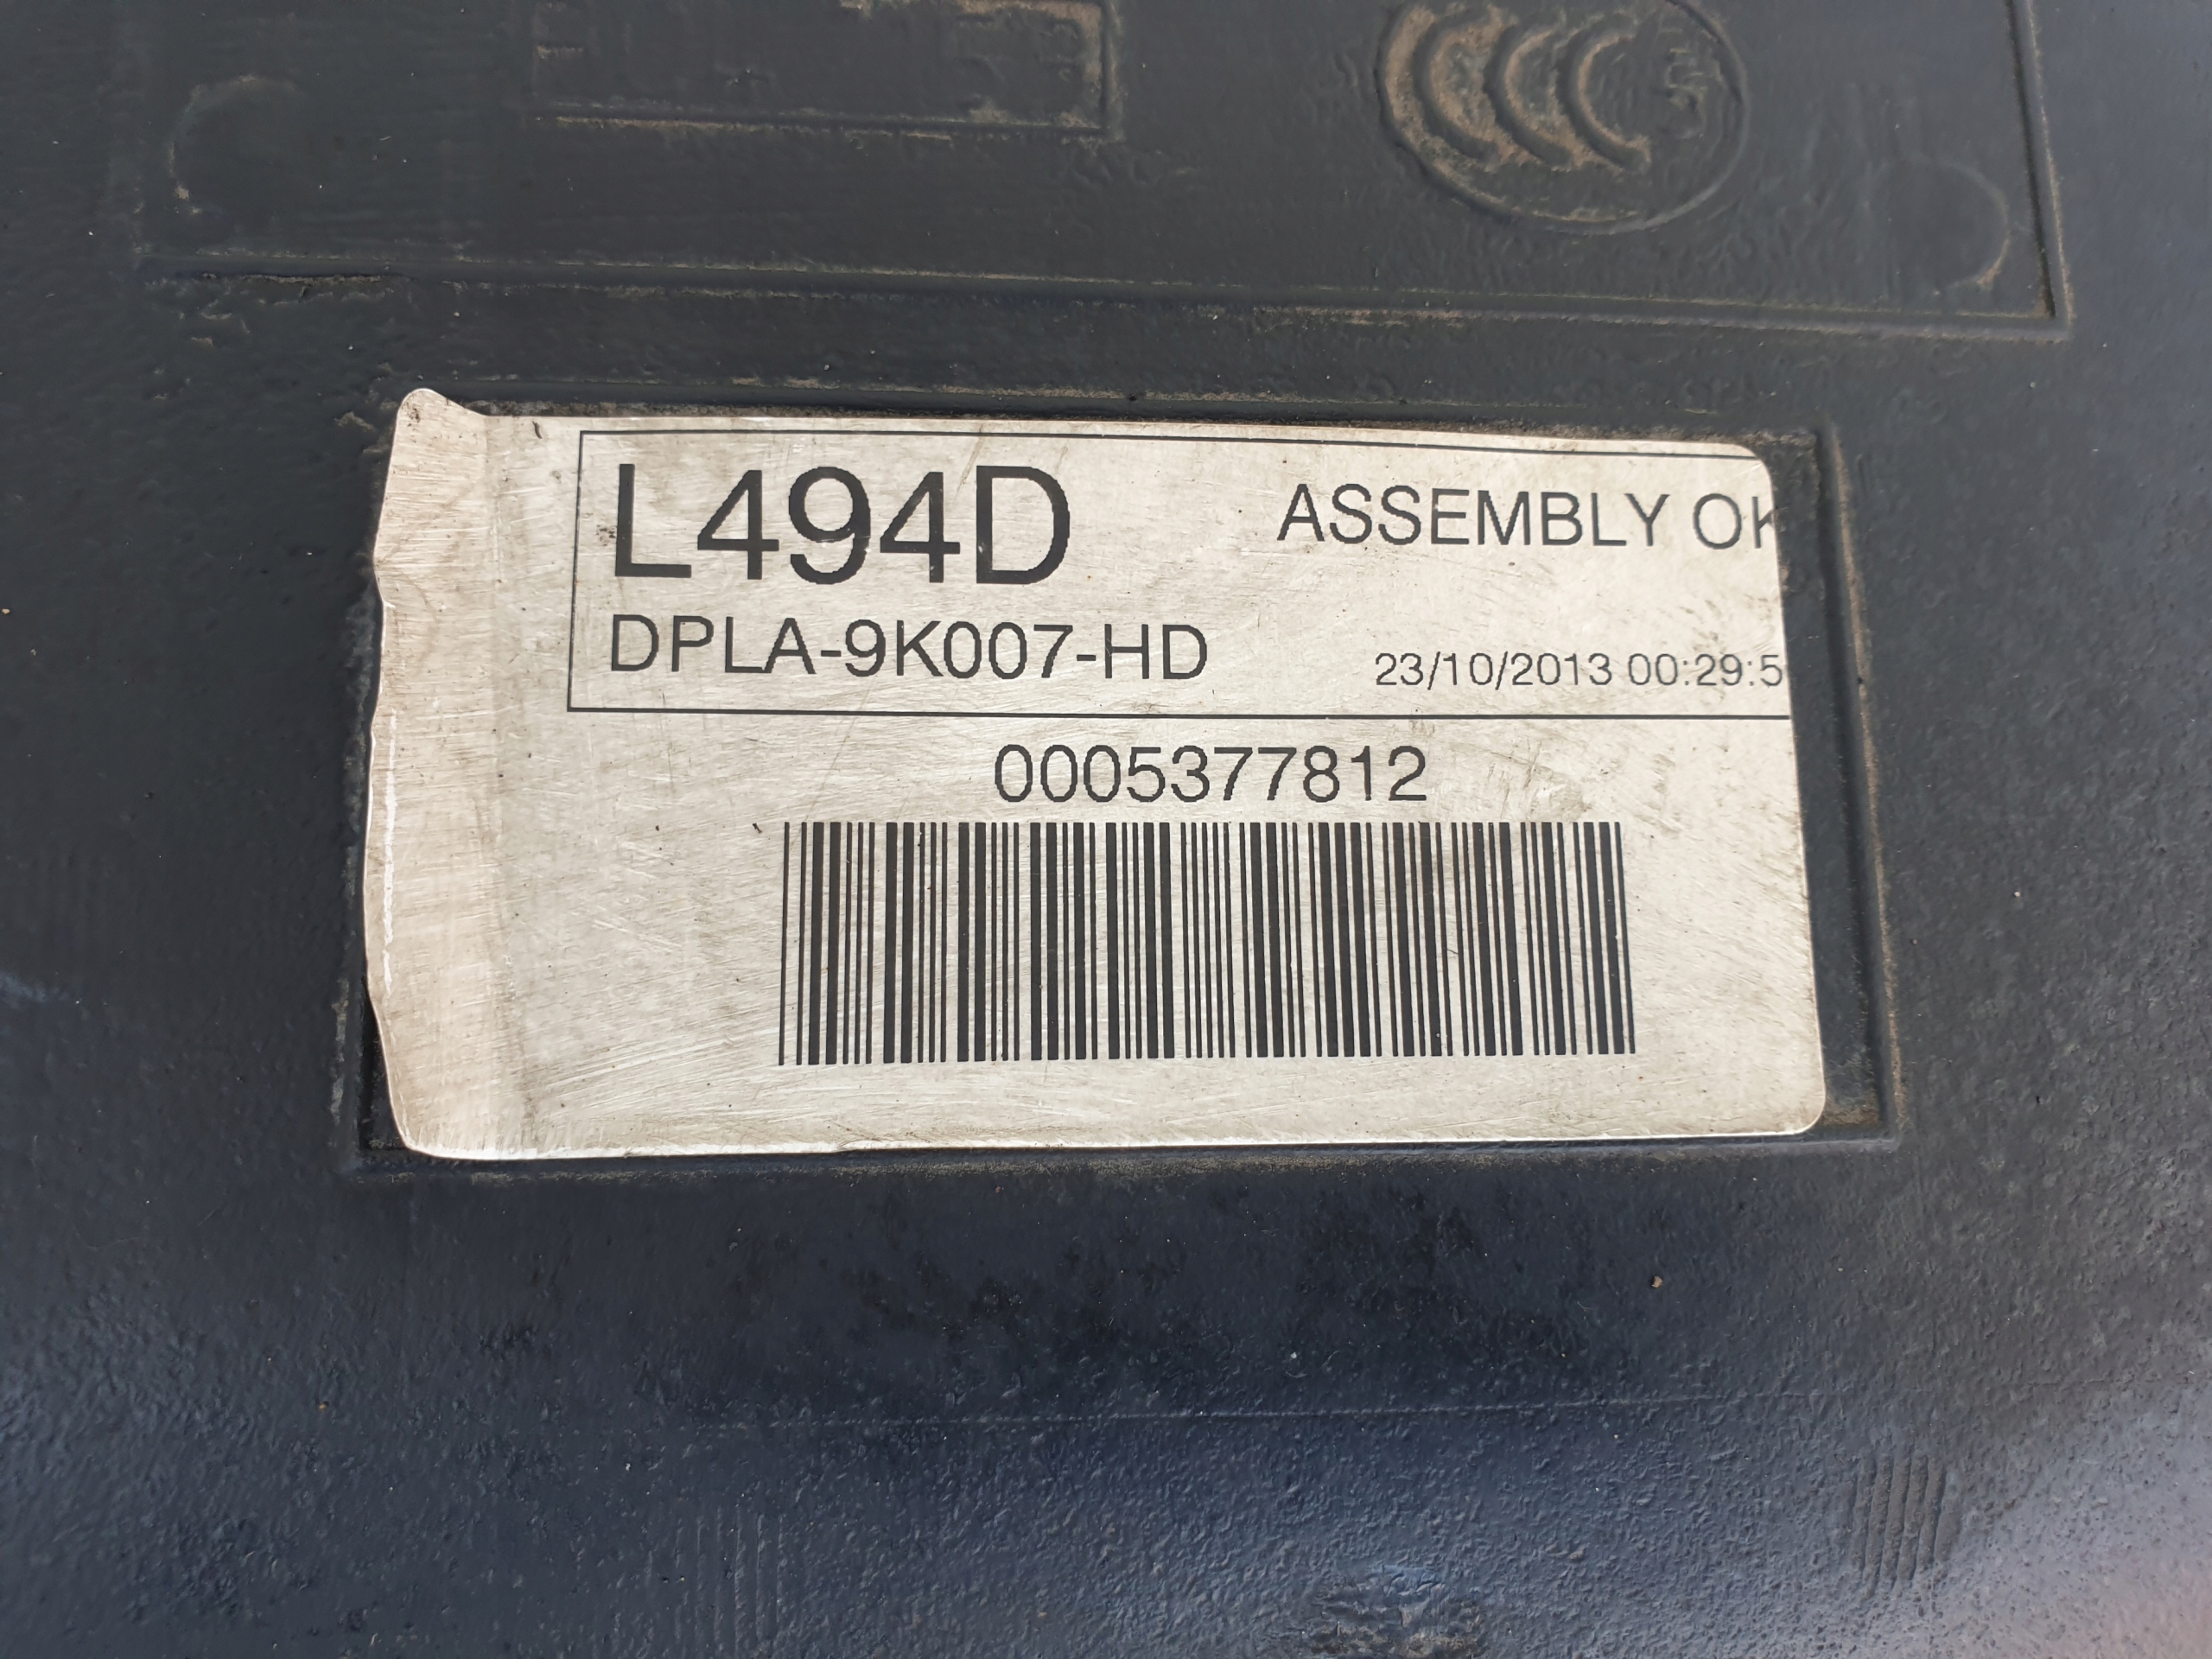 L494D
ASSEMBLY OK
DPLA-9K007-HD
23/10/2013 00:29:5
0005377812